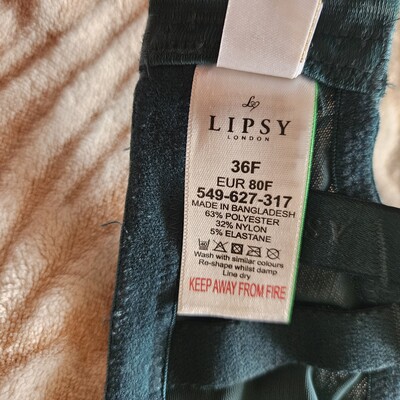 LIPSY
LONDON
36F
EUR 80F
549-627-317
MADE IN BANGLADESH
63% POLYESTER
32% NYLON
5% ELASTANE
Wash with similar colours
Re-shape whilst damp
Line dry
KEEP AWAY FROM FIRE